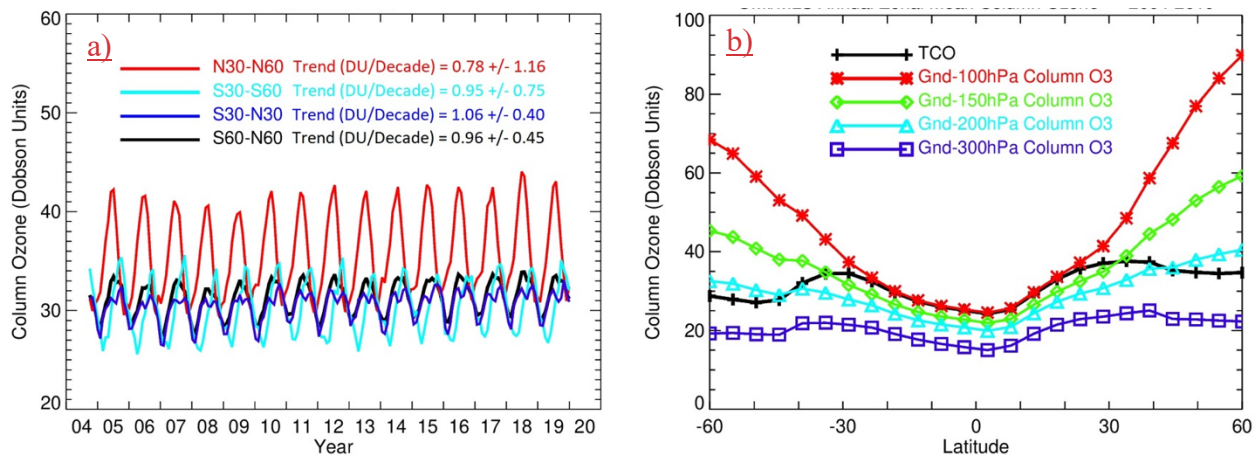 a)
60
50
40
30
20
N30-N60 Trend (DU/Decade) = 0.78 +/- 1.16
S30-S60 Trend (DU/Decade) = 0.95 +/- 0.75
S30-N30 Trend (DU/Decade) = 1.06 +/- 0.40
S60-N60 Trend (DU/Decade) = 0.96 +/- 0.45
Column Ozone (Dobson Units)
04 05 06 07 08 09 10 11 12 13 14 15 16 17 18 19 20
Year
b)
100
80
60
40
20
0
TCO
Gnd-100hPa Column O3
Gnd-150hPa Column O3
Gnd-200hPa Column O3
Gnd-300hPa Column O3
Column Ozone (Dobson Units)
-60 -30 0 30 60
Latitude